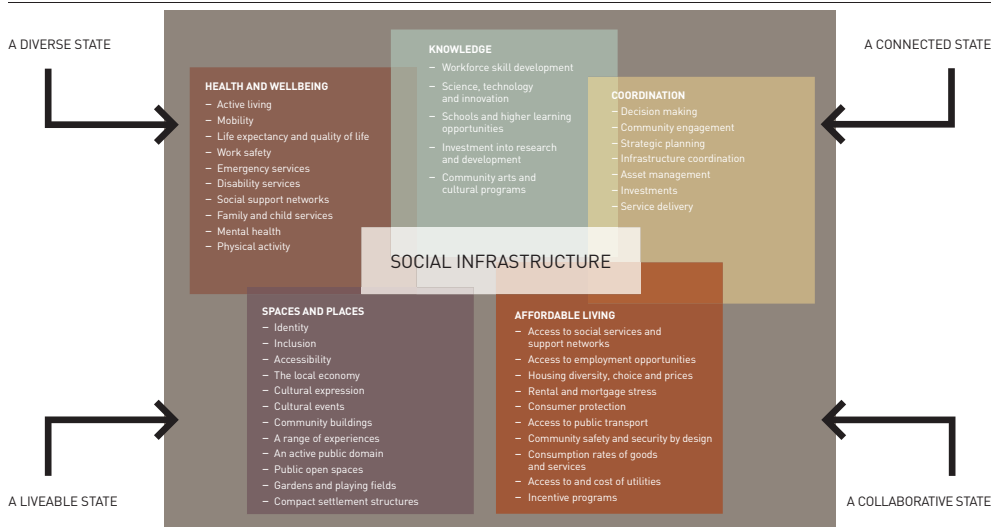 A DIVERSE STATE
A CONNECTED STATE
KNOWLEDGE
– Workforce skill development
– Science, technology
and innovation
– Schools and higher learning
opportunities
– Investment into research
and development
– Community arts and
cultural programs
HEALTH AND WELLBEING
– Active living
– Mobility
– Life expectancy and quality of life
– Work safety
– Emergency services
– Disability services
– Social support networks
– Family and child services
– Mental health
– Physical activity
COORDINATION
– Decision making
– Community engagement
– Strategic planning
– Infrastructure coordination
– Asset management
– Investments
– Service delivery
SOCIAL INFRASTRUCTURE
SPACES AND PLACES
– Identity
– Inclusion
– Accessibility
– The local economy
– Cultural expression
– Cultural events
– Community buildings
– A range of experiences
– An active public domain
– Public open spaces
– Gardens and playing fields
– Compact settlement structures
AFFORDABLE LIVING
– Access to social services and
support networks
– Access to employment opportunities
– Housing diversity, choice and prices
– Rental and mortgage stress
– Consumer protection
– Access to public transport
– Community safety and security by design
– Consumption rates of goods
and services
– Access to and cost of utilities
– Incentive programs
A LIVEABLE STATE
A COLLABORATIVE STATE